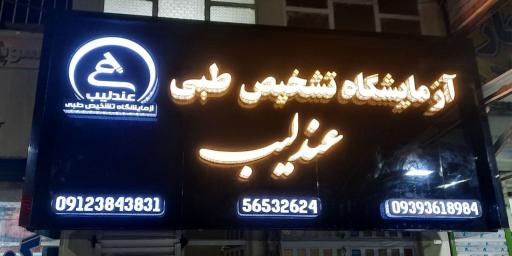 آزمایشگاه تشخیص طبی
عندلیب
عندلیب
آزمایشگاه تشخیص طبی
09123843831
56532624
09393618984